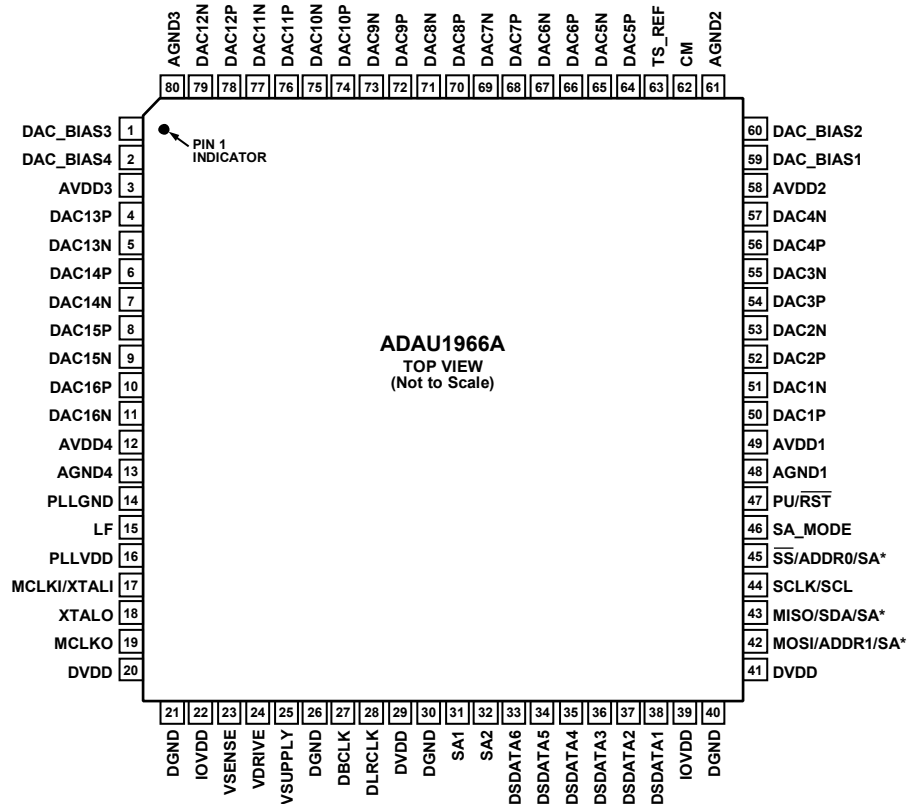 AGND3
DAC12N
DAC12P
DAC11N
DAC11P
DAC10N
DAC10P
DAC9N
DAC9P
DAC8N
DAC8P
DAC7N
DAC7P
DAC6N
DAC6P
DAC5N
DAC5P
TS_REF
CM
AGND2
80 79 78 77 76 75 74 73 72 71 70 69 68 67 66 65 64 63 62 61
DAC_BIAS3 1
DAC_BIAS4 2
AVDD3 3
DAC13P 4
DAC13N 5
DAC14P 6
DAC14N 7
DAC15P 8
DAC15N 9
DAC16P 10
DAC16N 11
AVDD4 12
AGND4 13
PLLGND 14
LF 15
PLLVDD 16
MCLKI/XTALI 17
XTALO 18
MCLKO 19
DVDD 20
PIN 1
INDICATOR
ADAU1966A
TOP VIEW
(Not to Scale)
60 DAC_BIAS2
59 DAC_BIAS1
58 AVDD2
57 DAC4N
56 DAC4P
55 DAC3N
54 DAC3P
53 DAC2N
52 DAC2P
51 DAC1N
50 DAC1P
49 AVDD1
48 AGND1
47 PU/RST
46 SA_MODE
45 SS/ADDR0/SA*
44 SCLK/SCL
43 MISO/SDA/SA*
42 MOSI/ADDR1/SA*
41 DVDD
21 22 23 24 25 26 27 28 29 30 31 32 33 34 35 36 37 38 39 40
DGND
IOVDD
VSENSE
VDRIVE
VSUPPLY
DGND
DBCLK
DLRCLK
DVDD
DGND
SA1
SA2
DSDATA6
DSDATA5
DSDATA4
DSDATA3
DSDATA2
DSDATA1
IOVDD
DGND